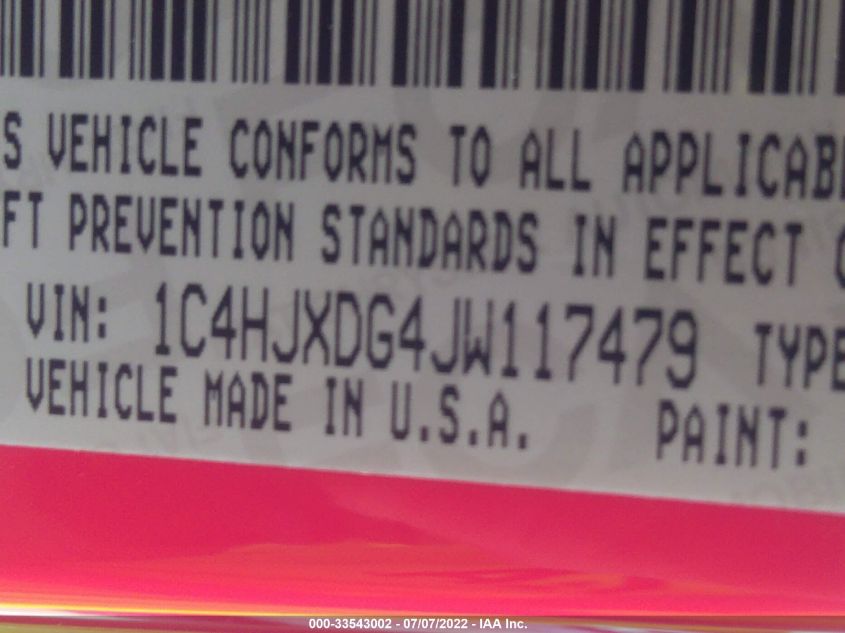 S VEHICLE CONFORMS TO ALL APPLICAB
FT PREVENTION STANDARDS IN EFFECT
VIN: 1C4HJXDG4JW117479 TYPE
VEHICLE MADE IN U.S.A. PAINT:
000-33543002 - 07/07/2022 - IAA Inc.